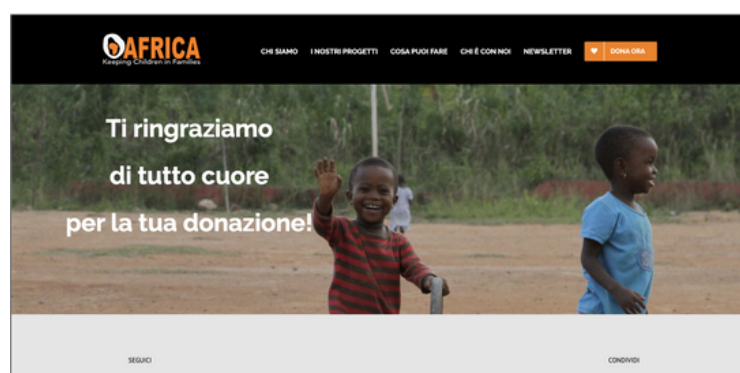 OAFRICA
Keeping Children in Families
CHI SIAMO I NOSTRI PROGETTI COSA PUOI FARE CHI È CON NOI NEWSLETTER DONA ORA
Ti ringraziamo
di tutto cuore
per la tua donazione!
SEGUICI CONDIVIDI